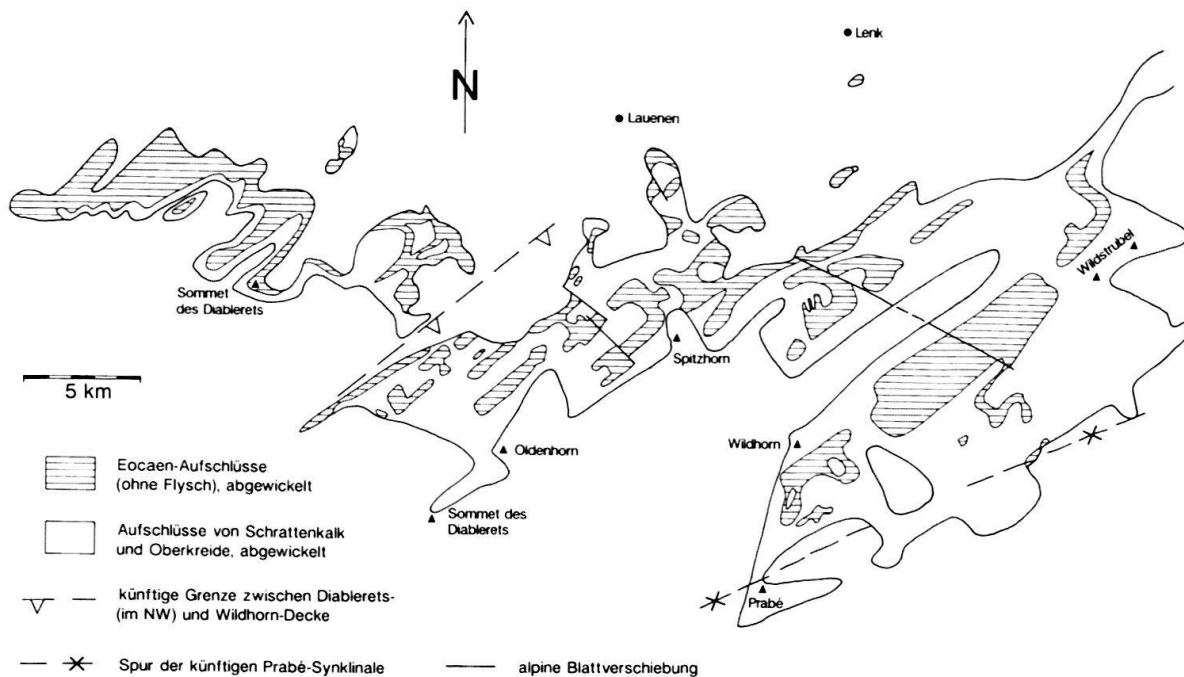 Lenk
N
Lauenen
Wildstrubel
Sommet
des Diablerets
Spitzhorn
5 km
Wildhorn
Oldenhorn
Eocaen-Aufschlüsse
(ohne Flysch), abgewickelt
Sommet des
Diablerets
Aufschlüsse von Schrattenkalk
und Oberkreide, abgewickelt
künftige Grenze zwischen Diablerets-
(im NW) und Wildhorn-Decke
Prabé
Spur der künftigen Prabé-Synklinale
alpine Blattverschiebung